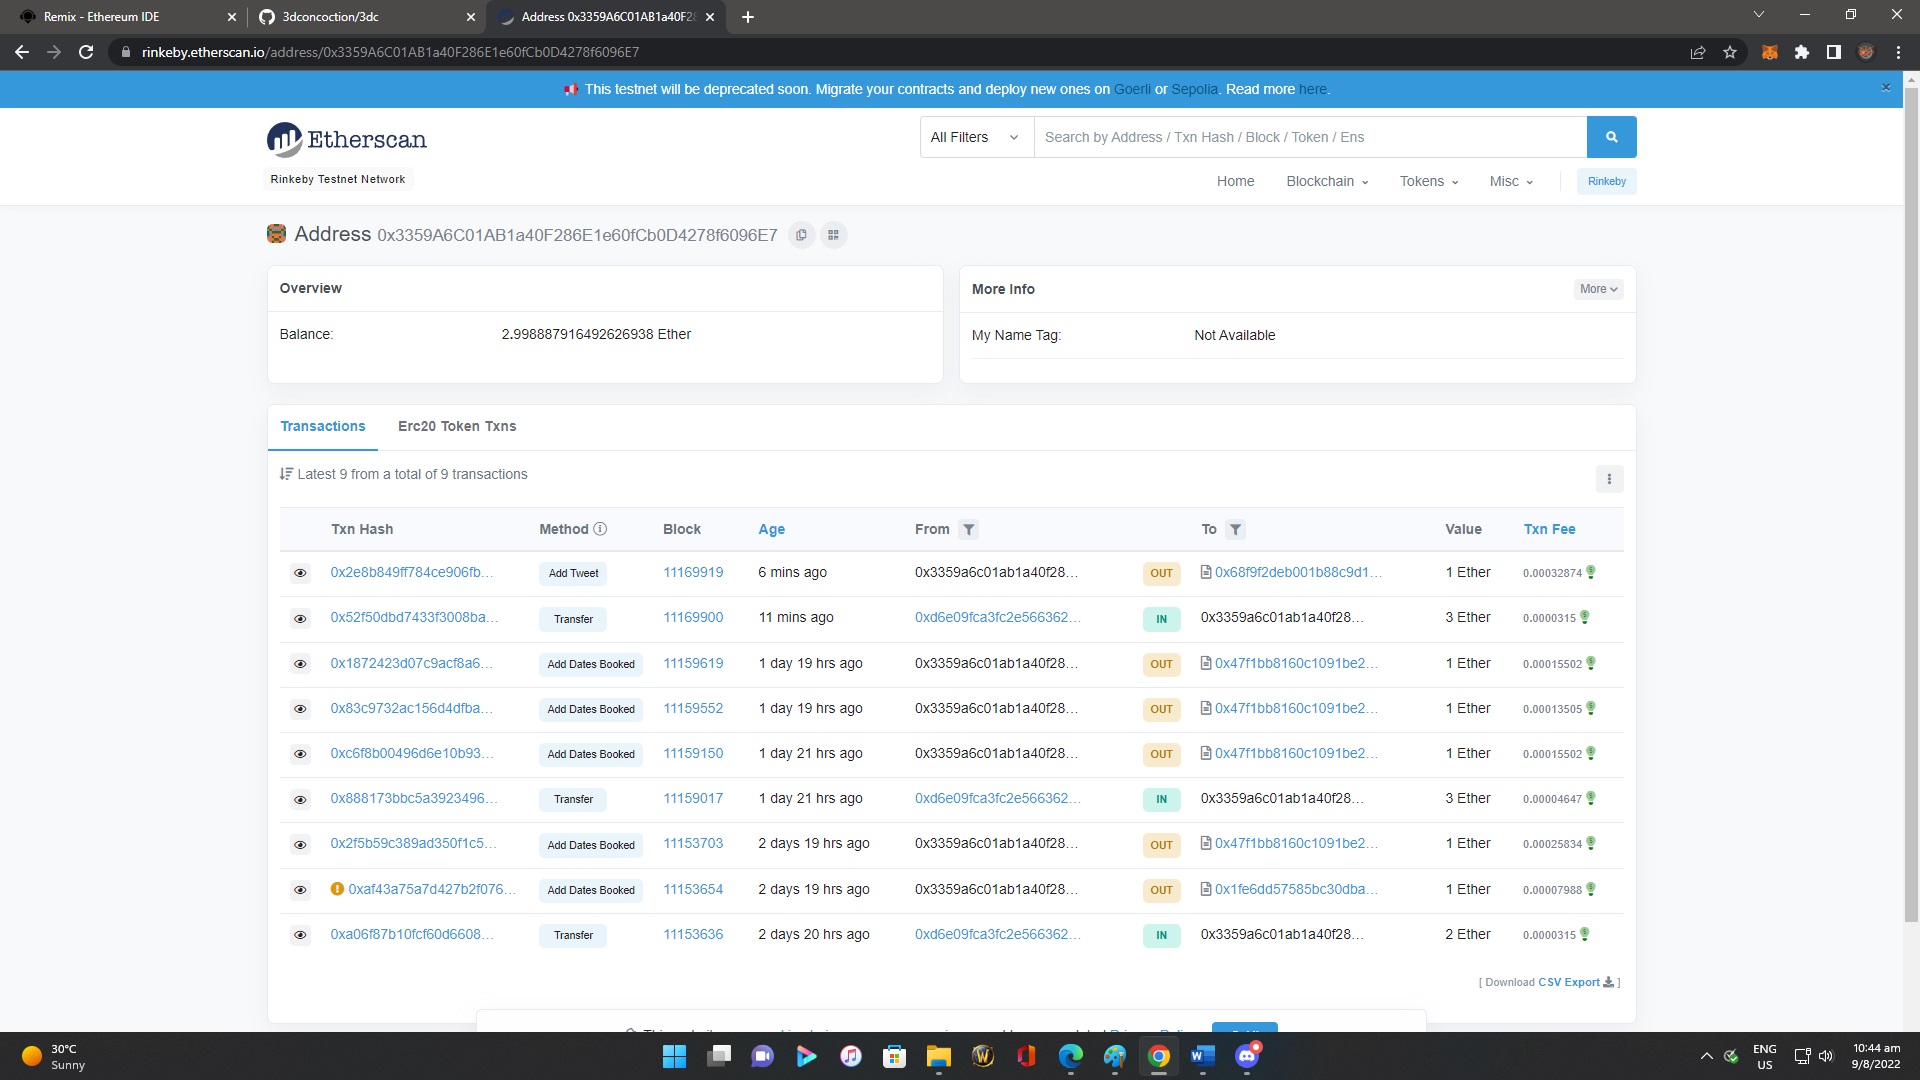 Remix - Ethereum IDE
3dconcoction/3dc
Address 0x3359A6C01AB1a40F28
rinkeby.etherscan.io/address/0x3359A6C01AB1a40F286E1e60fCb0D4278f6096E7
This testnet will be deprecated soon. Migrate your contracts and deploy new ones on Goerli or Sepolia. Read more here.
Etherscan
Rinkeby Testnet Network
All Filters
Search by Address / Txn Hash / Block / Token / Ens
Home Blockchain Tokens Misc Rinkeby
Address 0x3359A6C01AB1a40F286E1e60fCb0D4278f6096E7
Overview
Balance: 2.998887916492626938 Ether
More Info
More
My Name Tag: Not Available
Transactions Erc20 Token Txns
Latest 9 from a total of 9 transactions
Txn Hash Method Block Age From To Value Txn Fee
0x2e8b849ff784ce906fb... Add Tweet 11169919 6 mins ago 0x3359a6c01ab1a40f28... OUT 0x68f9f2deb001b88c9d1... 1 Ether 0.00032874
0x52f50dbd7433f3008ba... Transfer 11169900 11 mins ago 0xd6e09fca3fc2e566362... IN 0x3359a6c01ab1a40f28... 3 Ether 0.0000315
0x1872423d07c9acf8a6... Add Dates Booked 11159619 1 day 19 hrs ago 0x3359a6c01ab1a40f28... OUT 0x47f1bb8160c1091be2... 1 Ether 0.00015502
0x83c9732ac156d4dfba... Add Dates Booked 11159552 1 day 19 hrs ago 0x3359a6c01ab1a40f28... OUT 0x47f1bb8160c1091be2... 1 Ether 0.00013505
0xc6f8b00496d6e10b93... Add Dates Booked 11159150 1 day 21 hrs ago 0x3359a6c01ab1a40f28... OUT 0x47f1bb8160c1091be2... 1 Ether 0.00015502
0x888173bbc5a3923496... Transfer 11159017 1 day 21 hrs ago 0xd6e09fca3fc2e566362... IN 0x3359a6c01ab1a40f28... 3 Ether 0.00004647
0x2f5b59c389ad350f1c5... Add Dates Booked 11153703 2 days 19 hrs ago 0x3359a6c01ab1a40f28... OUT 0x47f1bb8160c1091be2... 1 Ether 0.00025834
0xaf43a75a7d427b2f076... Add Dates Booked 11153654 2 days 19 hrs ago 0x3359a6c01ab1a40f28... OUT 0x1fe6dd57585bc30dba... 1 Ether 0.00007988
0xa06f87b10fcf60d6608... Transfer 11153636 2 days 20 hrs ago 0xd6e09fca3fc2e566362... IN 0x3359a6c01ab1a40f28... 2 Ether 0.0000315
[ Download CSV Export ]
30°C
Sunny
ENG
US
10:44 am
9/8/2022